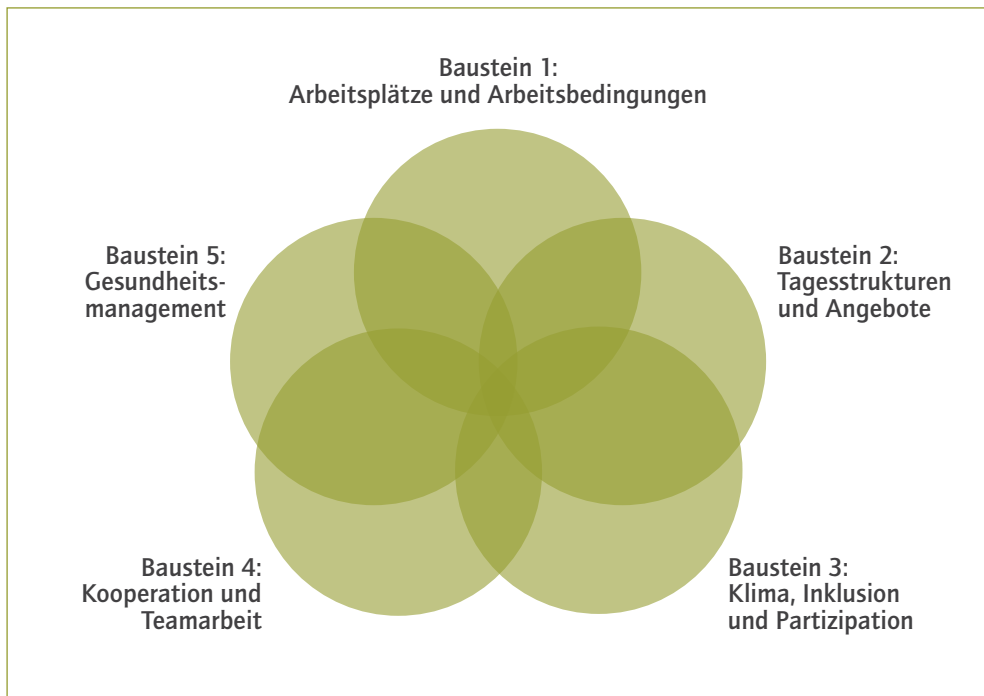 Baustein 1:
Arbeitsplätze und Arbeitsbedingungen
Baustein 2:
Tagesstrukturen
und Angebote
Baustein 3:
Klima, Inklusion
und Partizipation
Baustein 4:
Kooperation und
Teamarbeit
Baustein 5:
Gesundheits-
management